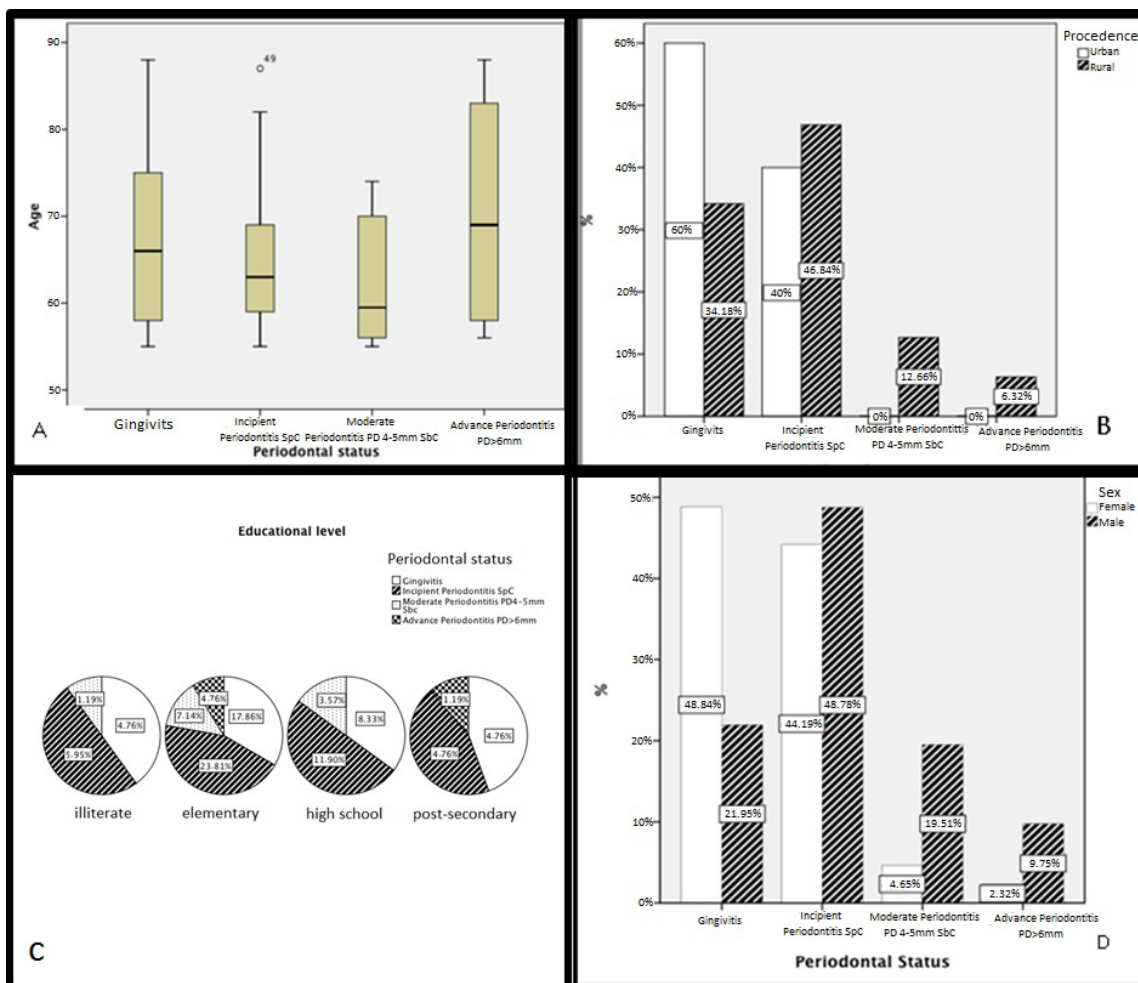 90
80
70
60
50
Age
49
Gingivits
Incipient
Periodontitis SpC
Moderate
Periodontitis PD 4-5mm SbC
Advance Periodontitis
PD>6mm
Periodontal status
A
Procedence
Urban
Rural
60%
50%
40%
30%
20%
10%
0%
%
60%
34.18%
40%
46.84%
0%
12.66%
0%
6.32%
Gingivitis
Incipient
Periodontitis SpC
Moderate Periodontittis
PD 4-5mm SbC
Advance Periodontitis
PD>6mm
B
Educational level
Periodontal status
Gingivitis
Incipient Periodontitis SpC
Moderate Periodontitis PD4-5mm
Sbc
Advance Periodontitis PD>6mm
1.19%
4.76%
5.95%
4.76%
7.14%
17.86%
23.81%
3.57%
8.33%
11.90%
1.19%
4.76%
4.76%
illiterate
elementary
high school
post-secondary
C
Sex
Female
Male
50%
40%
30%
20%
10%
0%
%
48.84%
21.95%
44.19%
48.78%
4.65%
19.51%
2.32%
9.75%
Gingivitis
Incipient
Periodontitis SpC
Moderate Periodontitis
PD 4-5mm SbC
Advance Periodontitis
PD>6mm
D
Periodontal Status